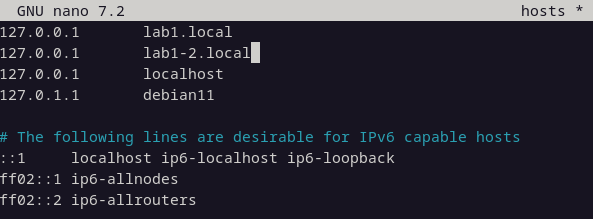 GNU nano 7.2 hosts *
127.0.0.1 lab1.local
127.0.0.1 lab1-2.local
127.0.0.1 localhost
127.0.1.1 debian11
# The following lines are desirable for IPv6 capable hosts
::1 localhost ip6-localhost ip6-loopback
ff02::1 ip6-allnodes
ff02::2 ip6-allrouters